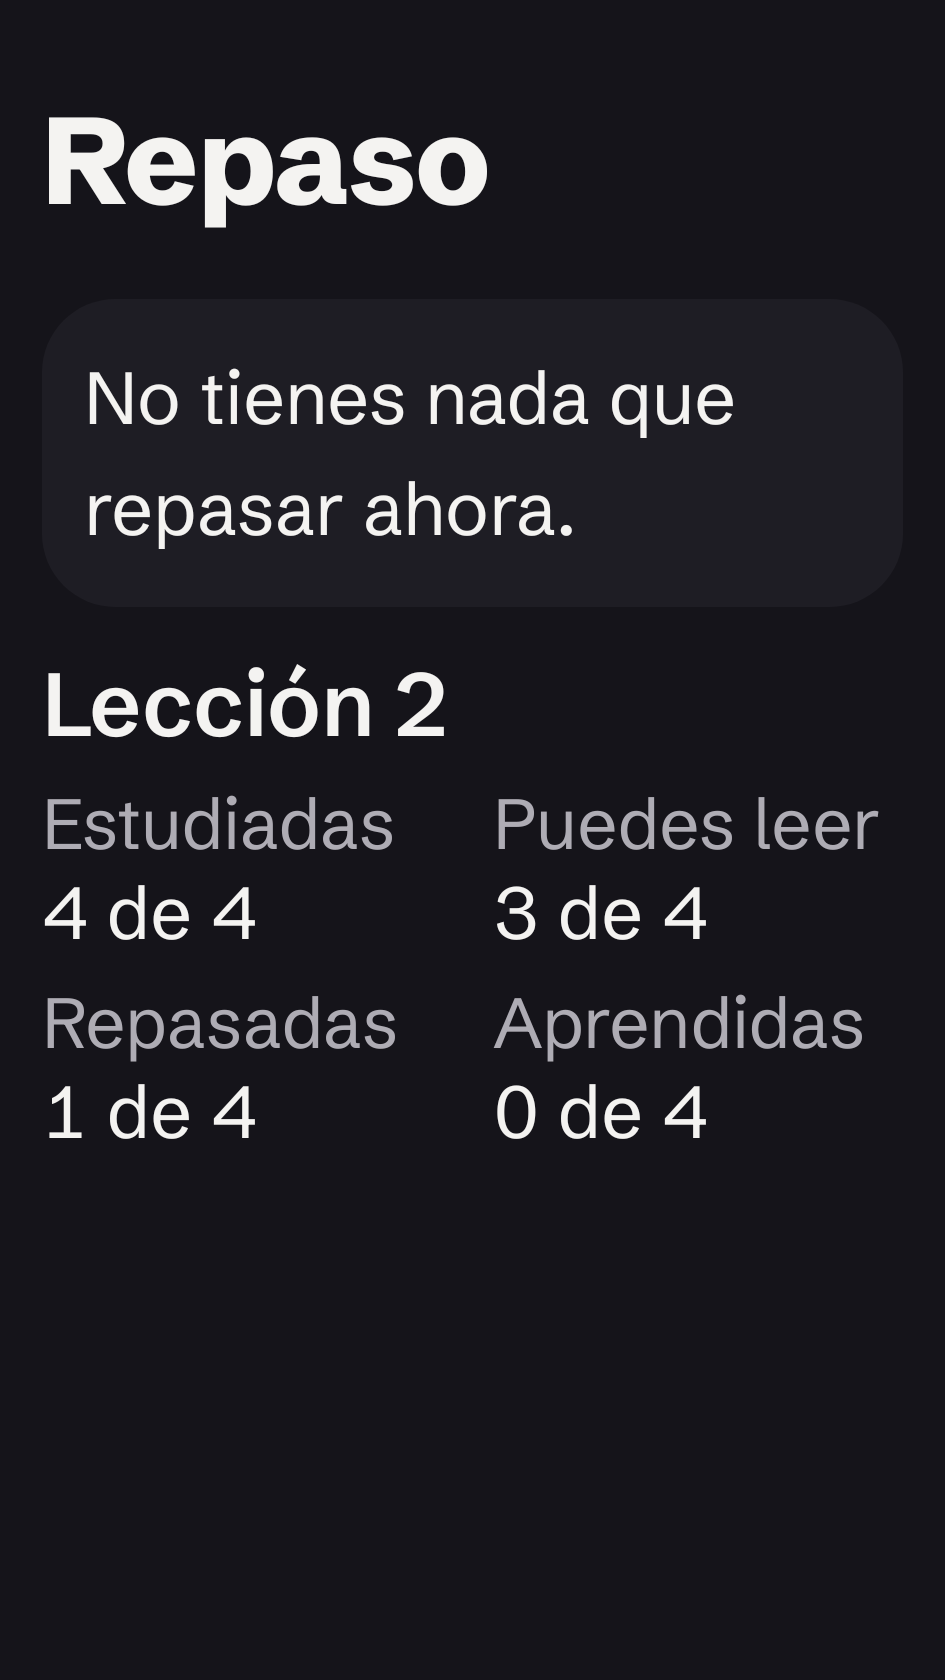 Repaso
No tienes nada que
repasar ahora.
Lección 2
Estudiadas
4 de 4
Puedes leer
3 de 4
Repasadas
1 de 4
Aprendidas
0 de 4